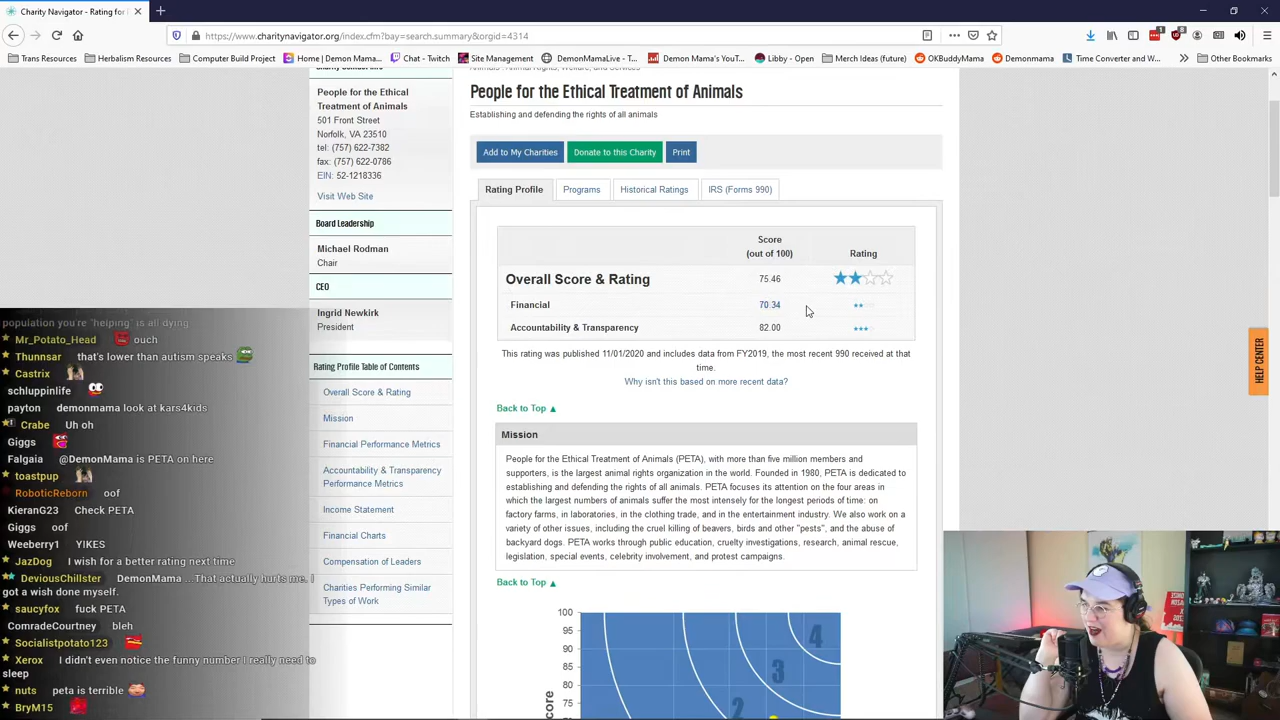 Charity Navigator - Rating for P
https://www.charitynavigator.org/index.cfm?bay=search.summary&orgid=4314
Trans Resources
Herbalism Resources
Computer Build Project
Home | Demon Mama...
Chat - Twitch
Site Management
DemonMamaLive - T...
Demon Mama's YouT...
Libby - Open
Merch Ideas (future)
OKBuddyMama
Demonmama
Time Converter and W...
Other Bookmarks
People for the Ethical
Treatment of Animals
501 Front Street
Norfolk, VA 23510
tel: (757) 622-7382
fax: (757) 622-0786
EIN: 52-1218336
Visit Web Site
Board Leadership
Michael Rodman
Chair
CEO
Ingrid Newkirk
President
Rating Profile Table of Contents
Overall Score & Rating
Mission
Financial Performance Metrics
Accountability & Transparency
Performance Metrics
Income Statement
Financial Charts
Compensation of Leaders
Charities Performing Similar
Types of Work
People for the Ethical Treatment of Animals
Establishing and defending the rights of all animals
Add to My Charities
Donate to this Charity
Print
Rating Profile
Programs
Historical Ratings
IRS (Forms 990)
Score
(out of 100)
Rating
Overall Score & Rating 75.46
Financial 70.34
Accountability & Transparency 82.00
This rating was published 11/01/2020 and includes data from FY2019, the most recent 990 received at that
time.
Why isn't this based on more recent data?
Back to Top ▲
Mission
People for the Ethical Treatment of Animals (PETA), with more than five million members and
supporters, is the largest animal rights organization in the world. Founded in 1980, PETA is dedicated to
establishing and defending the rights of all animals. PETA focuses its attention on the four areas in
which the largest numbers of animals suffer the most intensely for the longest periods of time: on
factory farms, in laboratories, in the clothing trade, and in the entertainment industry. We also work on a
variety of other issues, including the cruel killing of beavers, birds and other "pests", and the abuse of
backyard dogs. PETA works through public education, cruelty investigations, research, animal rescue,
legislation, special events, celebrity involvement, and protest campaigns.
Back to Top ▲
100
95
90
85
80
75
core
4
3
2
HELP CENTER
population you're "helping" is all dying
Mr_Potato_Head ouch
Thunnsar that's lower than autism speaks
Castrix
schluppinlife
payton demonmama look at kars4kids
Crabe Uh oh
Giggs
Falgaia @DemonMama is PETA on here
toastpup
RoboticReborn oof
KieranG23 Check PETA
Giggs oof
Weeberry1 YIKES
JazDog I wish for a better rating next time
DeviousChillster DemonMama ...That actually hurts me. I
got a wish done myself.
saucyfox fuck PETA
ComradeCourtney bleh
Socialistpotato123
Xerox I didn't even notice the funny number I really need to
sleep
nuts peta is terrible
BryM15